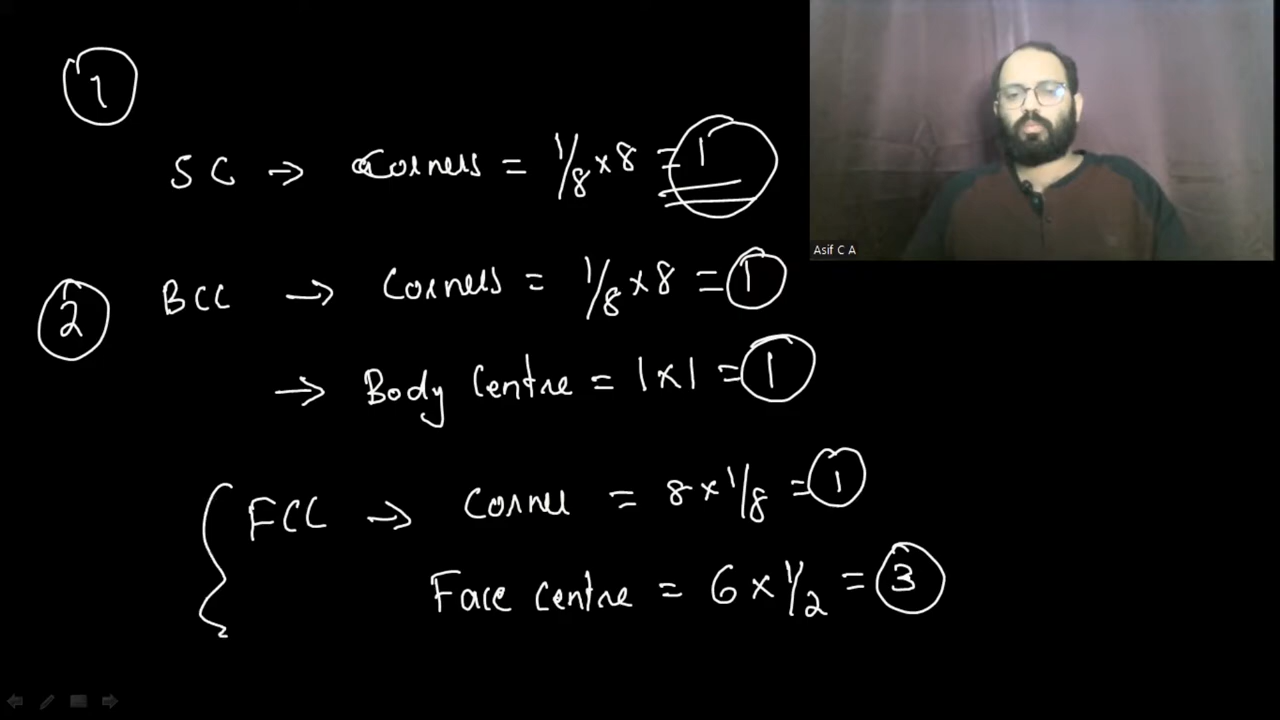 1
SC → Corners = 1/8 × 8 = 1
Asif C A
2 BCC → Corners = 1/8 × 8 = 1
→ Body Centre = 1 × 1 = 1
FCC → Corner = 8 × 1/8 = 1
Face centre = 6 × 1/2 = 3